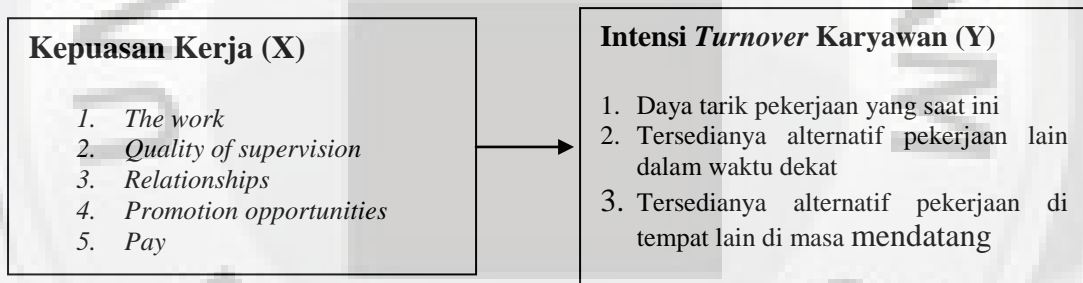 Kepuasan Kerja (X)
1. The work
2. Quality of supervision
3. Relationships
4. Promotion opportunities
5. Pay
Intensi Turnover Karyawan (Y)
1. Daya tarik pekerjaan yang saat ini
2. Tersedianya alternatif pekerjaan lain
dalam waktu dekat
3. Tersedianya alternatif pekerjaan di
tempat lain di masa mendatang